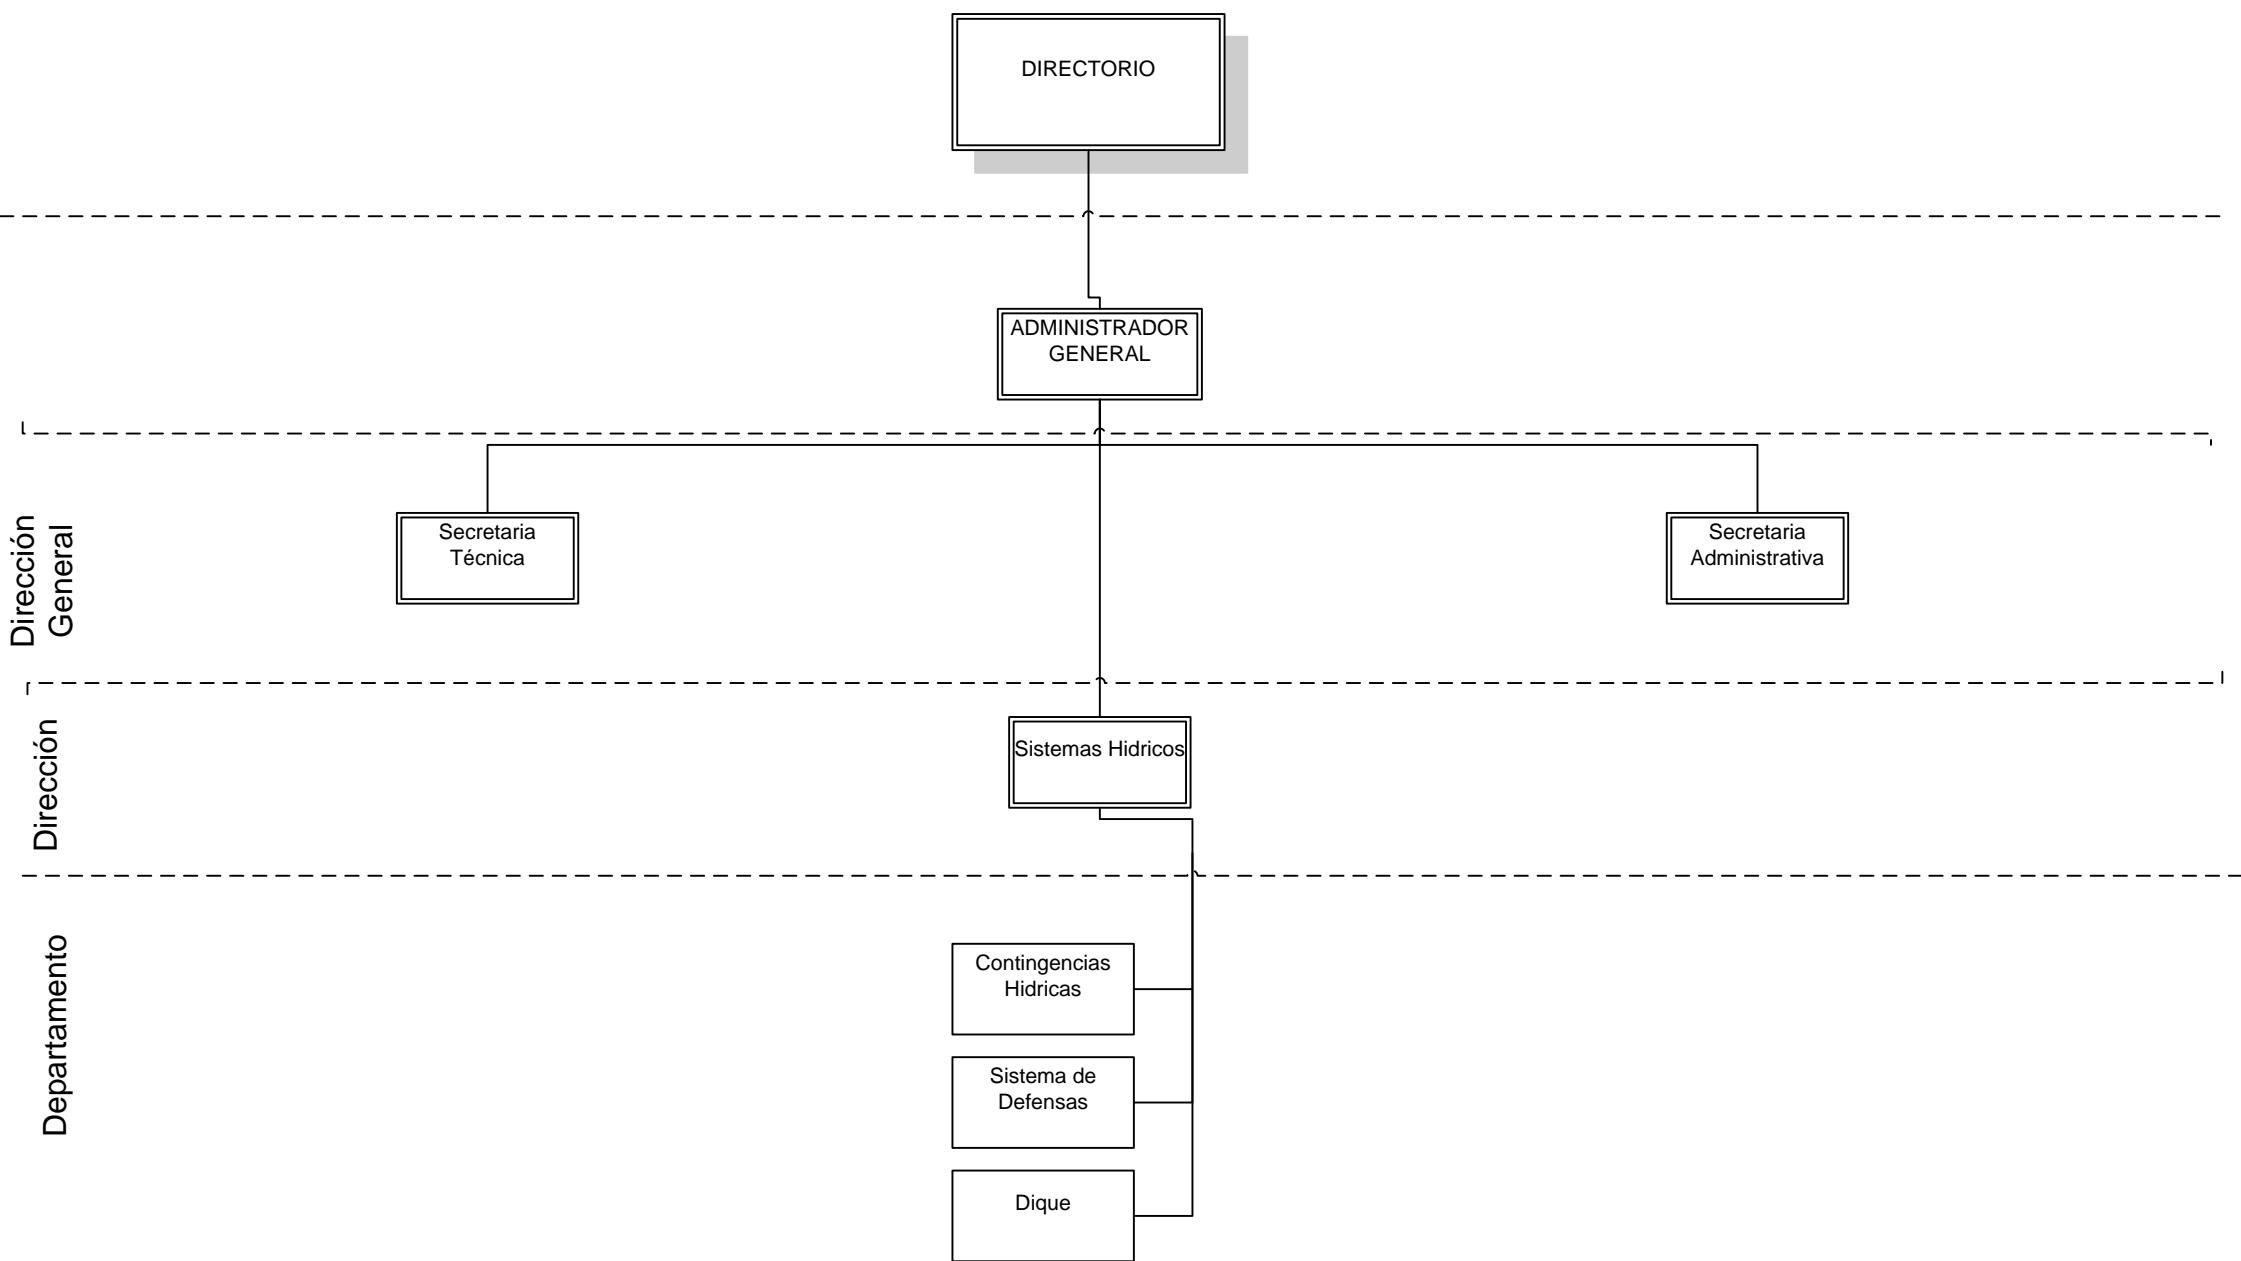 DIRECTORIO
ADMINISTRADOR
GENERAL
Dirección
General
Secretaria
Técnica
Secretaria
Administrativa
Dirección
Sistemas Hidricos
Departamento
Contingencias
Hidricas
Sistema de
Defensas
Dique